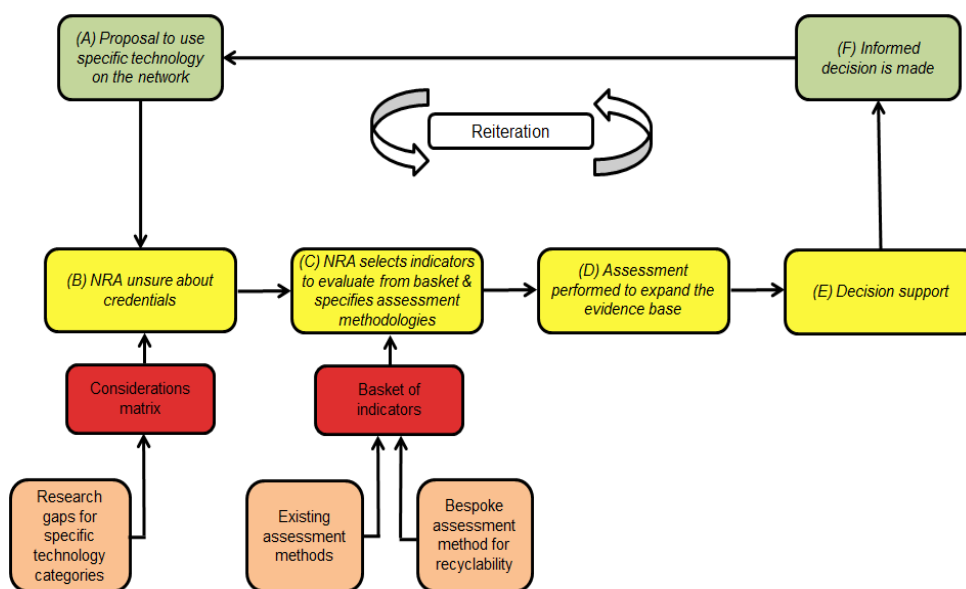 (A) Proposal to use
specific technology
on the network
(F) Informed
decision is made
Reiteration
(B) NRA unsure about
credentials
(C) NRA selects indicators
to evaluate from basket &
specifies assessment
methodologies
(D) Assessment
performed to expand the
evidence base
(E) Decision support
Considerations
matrix
Basket of
indicators
Research
gaps for
specific
technology
categories
Existing
assessment
methods
Bespoke
assessment
method for
recyclability